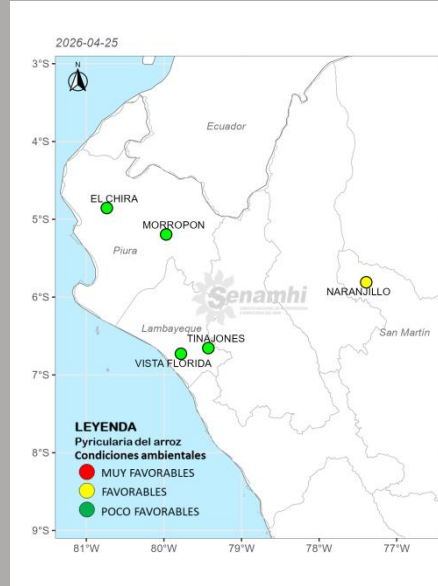 2026-04-25
3°S
N
4°S
Ecuador
EL CHIRA
5°S
MORROPON
Piura
6°S
Senamhi
NARANJILLO
San Martín
Lambayeque
TINAJONES
VISTA FLORIDA
7°S
LEYENDA
Pyricularia del arroz
Condiciones ambientales
8°S
MUY FAVORABLES
FAVORABLES
POCO FAVORABLES
9°S
81°W 80°W 79°W 78°W 77°W